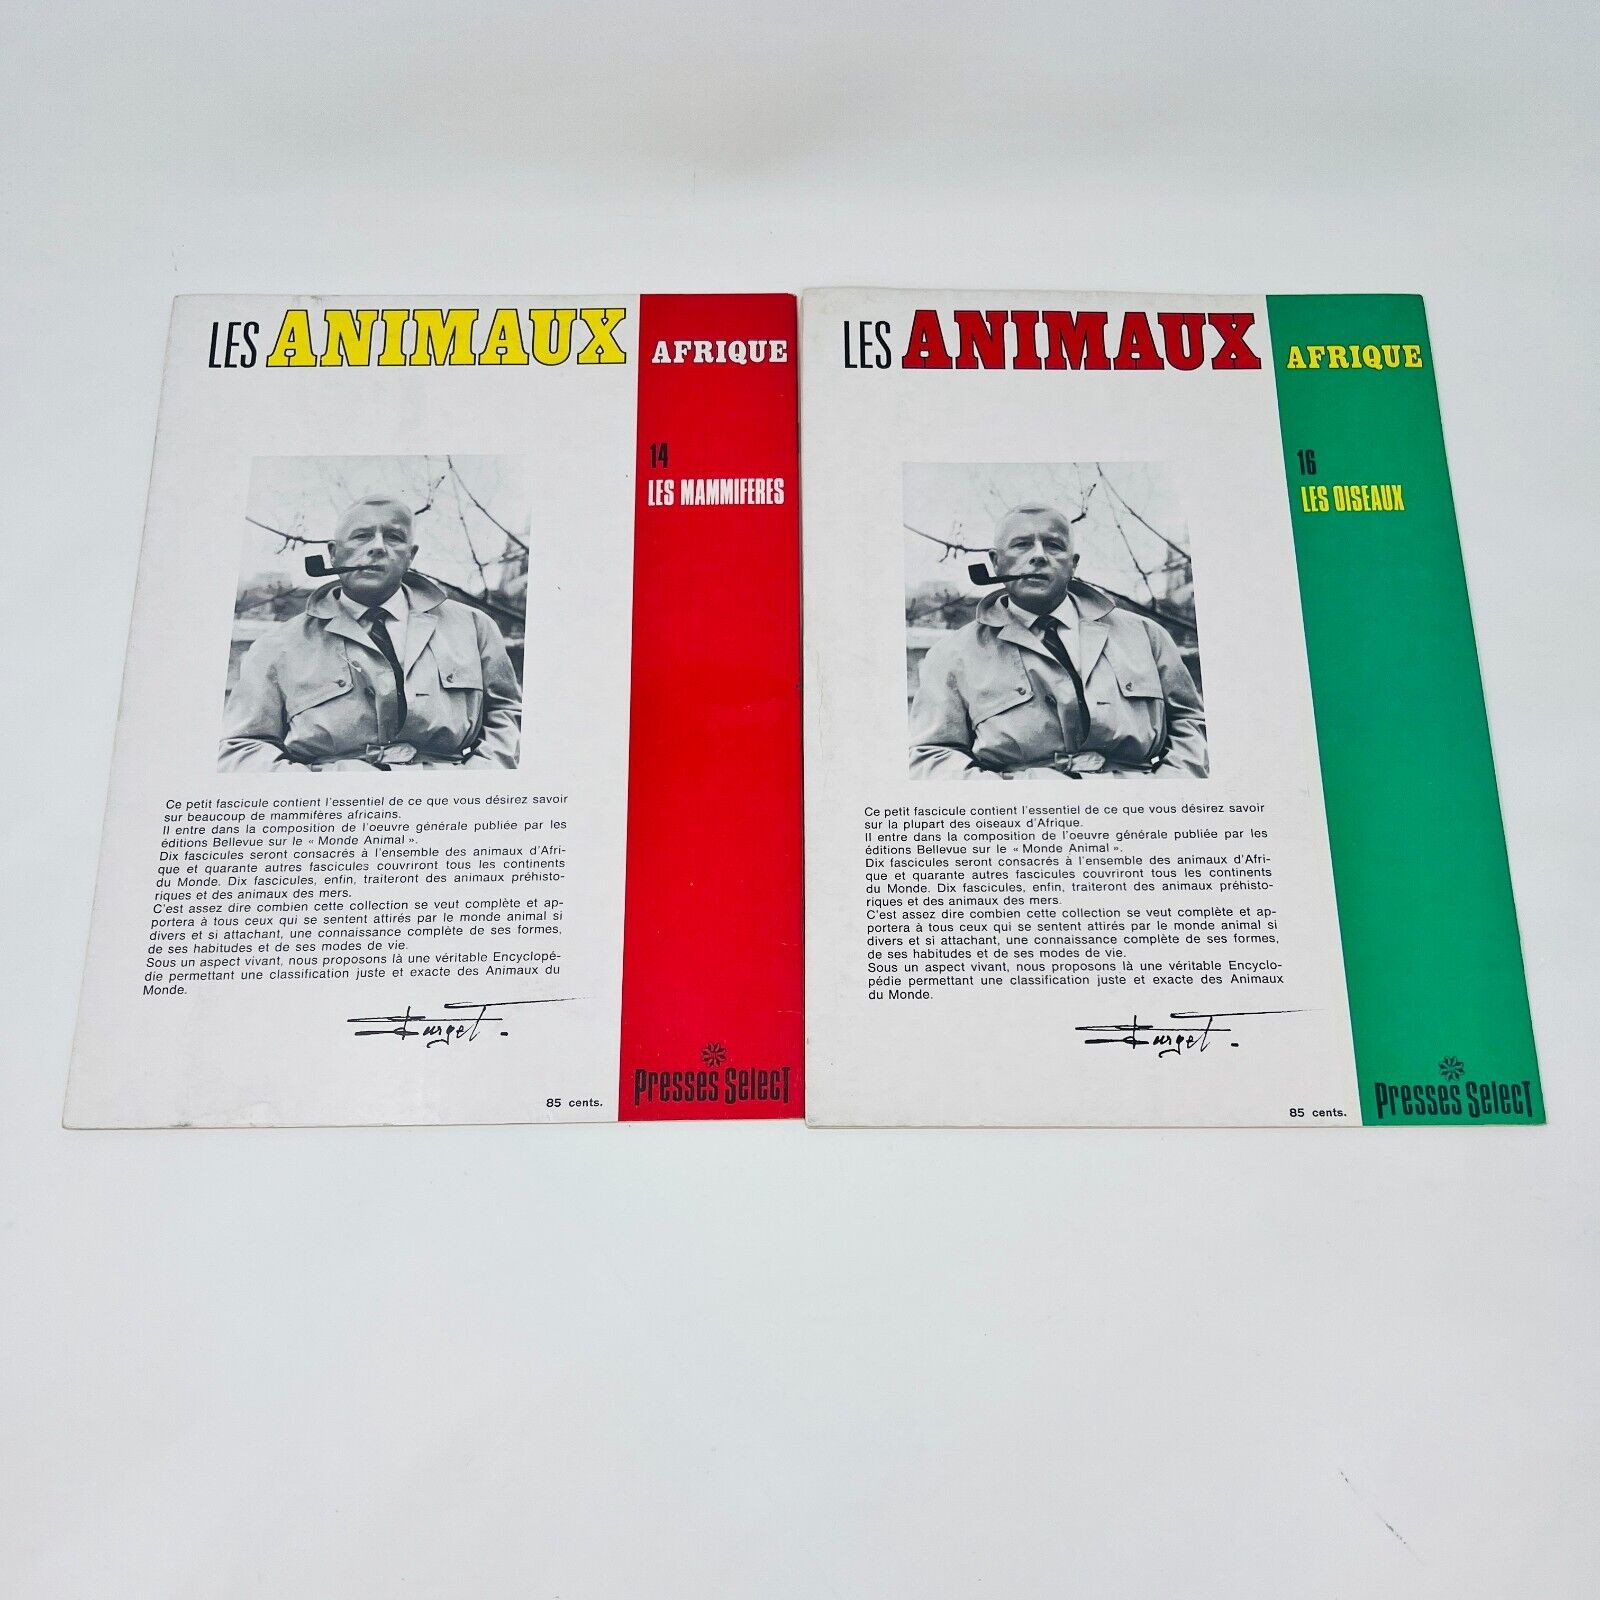 LES ANIMAUX
AFRIQUE
14
LES MAMMIFERES
Ce petit fascicule contient l'essentiel de ce que vous désirez savoir
sur beaucoup de mammifères africains.
Il entre dans la composition de l'oeuvre générale publiée par les
éditions Bellevue sur le « Monde Animal ».
Dix fascicules seront consacrés à l'ensemble des animaux d'Afri-
que et quarante autres fascicules couvriront tous les continents
du Monde. Dix fascicules, enfin, traiteront des animaux préhisto-
riques et des animaux des mers.
C'est assez dire combien cette collection se veut complète et ap-
portera à tous ceux qui se sentent attirés par le monde animal si
divers et si attachant, une connaissance complète de ses formes,
de ses habitudes et de ses modes de vie.
Sous un aspect vivant, nous proposons là une véritable Encyclopé-
die permettant une classification juste et exacte des Animaux du
Monde.
85 cents.
Presses Select
LES ANIMAUX
AFRIQUE
16
LES OISEAUX
Ce petit fascicule contient l'essentiel de ce que vous désirez savoir
sur la plupart des oiseaux d'Afrique.
Il entre dans la composition de l'oeuvre générale publiée par les
éditions Bellevue sur le « Monde Animal ».
Dix fascicules seront consacrés à l'ensemble des animaux d'Afri-
que et quarante autres fascicules couvriront tous les continents
du Monde. Dix fascicules, enfin, traiteront des animaux préhisto-
riques et des animaux des mers.
C'est assez dire combien cette collection se veut complète et ap-
portera à tous ceux qui se sentent attirés par le monde animal si
divers et si attachant, une connaissance complète de ses formes,
de ses habitudes et de ses modes de vie.
Sous un aspect vivant, nous proposons là une véritable Encyclo-
pédie permettant une classification juste et exacte des Animaux
du Monde.
85 cents.
Presses Select